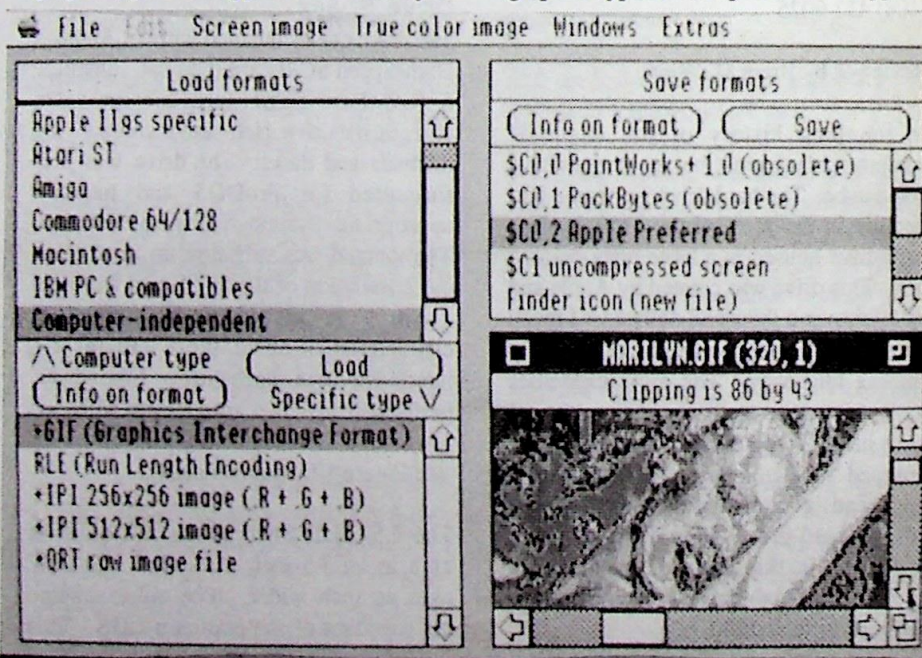 File Edit Screen image True color image Windows Extras
Load formats
Apple IIgs specific
Atari ST
Amiga
Commodore 64/128
Macintosh
IBM PC & compatibles
Computer-independent
/\ Computer type
Load
Info on format
Specific type \/
+GIF (Graphics Interchange Format)
RLE (Run Length Encoding)
+IPI 256x256 image (.R + .G + .B)
+IPI 512x512 image (.R + .G + .B)
+QRT raw image file
Save formats
Info on format
Save
$C0,0 PaintWorks+ 1.0 (obsolete)
$C0,1 PackBytes (obsolete)
$C0,2 Apple Preferred
$C1 uncompressed screen
Finder icon (new file)
MARILYN.GIF (320, 1)
Clipping is 86 by 43